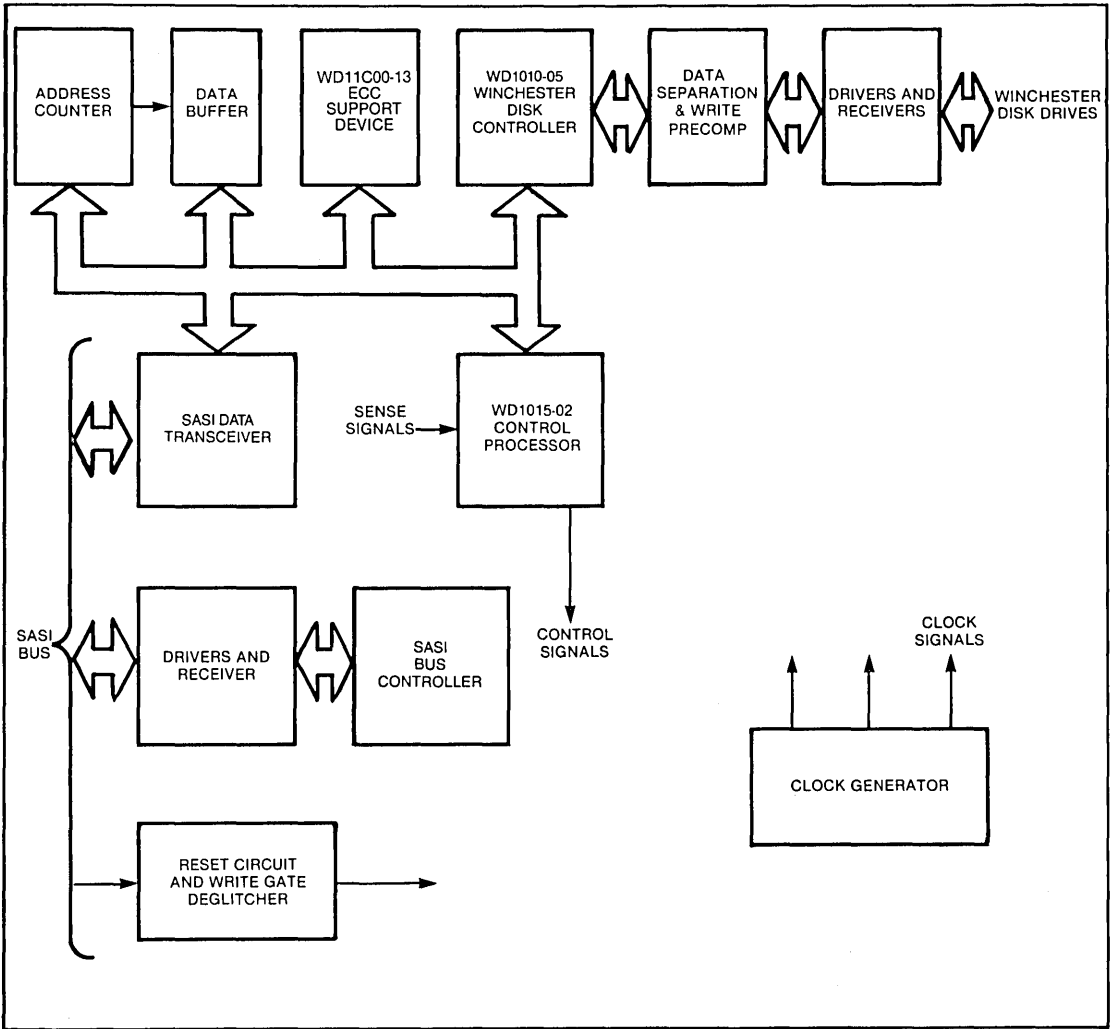 ADDRESS
COUNTER
DATA
BUFFER
WD11C00-13
ECC
SUPPORT
DEVICE
WD1010-05
WINCHESTER
DISK
CONTROLLER
DATA
SEPARATION
& WRITE
PRECOMP
DRIVERS AND
RECEIVERS
WINCHESTER
DISK DRIVES
SASI DATA
TRANSCEIVER
SENSE
SIGNALS
WD1015-02
CONTROL
PROCESSOR
SASI
BUS
DRIVERS AND
RECEIVER
SASI
BUS
CONTROLLER
CONTROL
SIGNALS
CLOCK
SIGNALS
CLOCK GENERATOR
RESET CIRCUIT
AND WRITE GATE
DEGLITCHER